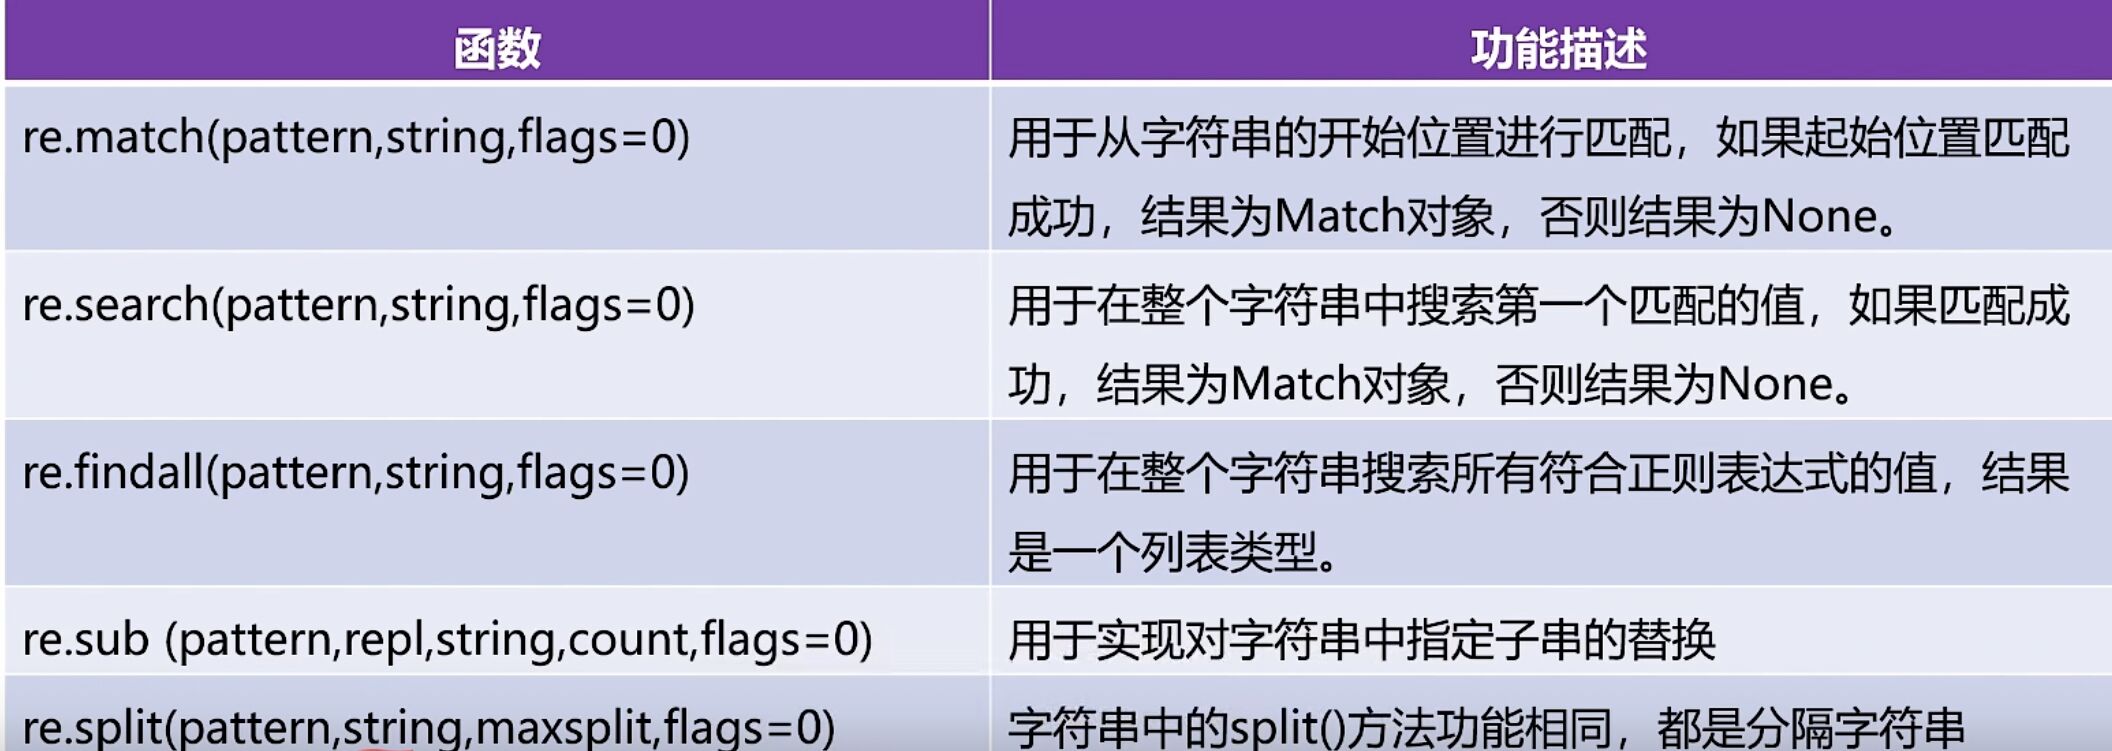 函数
功能描述
re.match(pattern,string,flags=0)
用于从字符串的开始位置进行匹配，如果起始位置匹配
成功，结果为Match对象，否则结果为None。
re.search(pattern,string,flags=0)
用于在整个字符串中搜索第一个匹配的值，如果匹配成
功，结果为Match对象，否则结果为None。
re.findall(pattern,string,flags=0)
用于在整个字符串搜索所有符合正则表达式的值，结果
是一个列表类型。
re.sub (pattern,repl,string,count,flags=0)
用于实现对字符串中指定子串的替换
re.split(pattern,string,maxsplit,flags=0)
字符串中的split()方法功能相同，都是分隔字符串